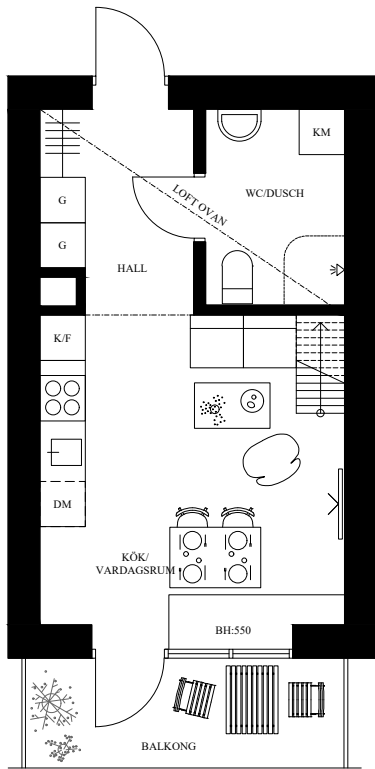 KM
WC/DUSCH
G
LOFT OVAN
G
HALL
K/F
DM
KÖK/
VARDAGSRUM
BH:550
BALKONG